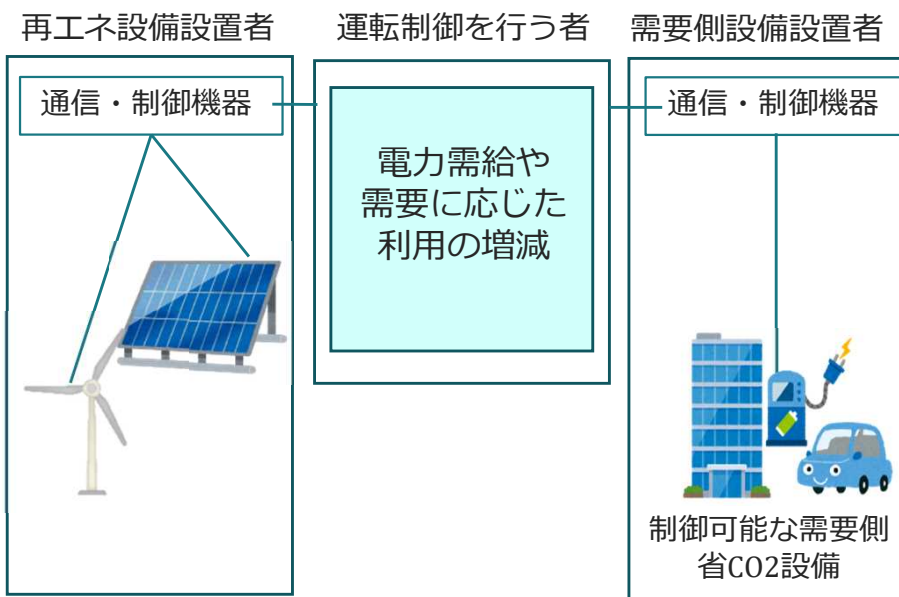 再エネ設備設置者
運転制御を行う者
需要側設備設置者
通信・制御機器
電力需給や
需要に応じた
利用の増減
通信・制御機器
制御可能な需要側
省CO2設備